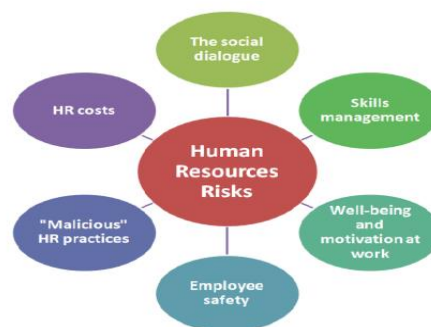 The social
dialogue
HR costs
Skills
management
Human
Resources
Risks
"Malicious"
HR practices
Well-being
and
motivation at
work
Employee
safety